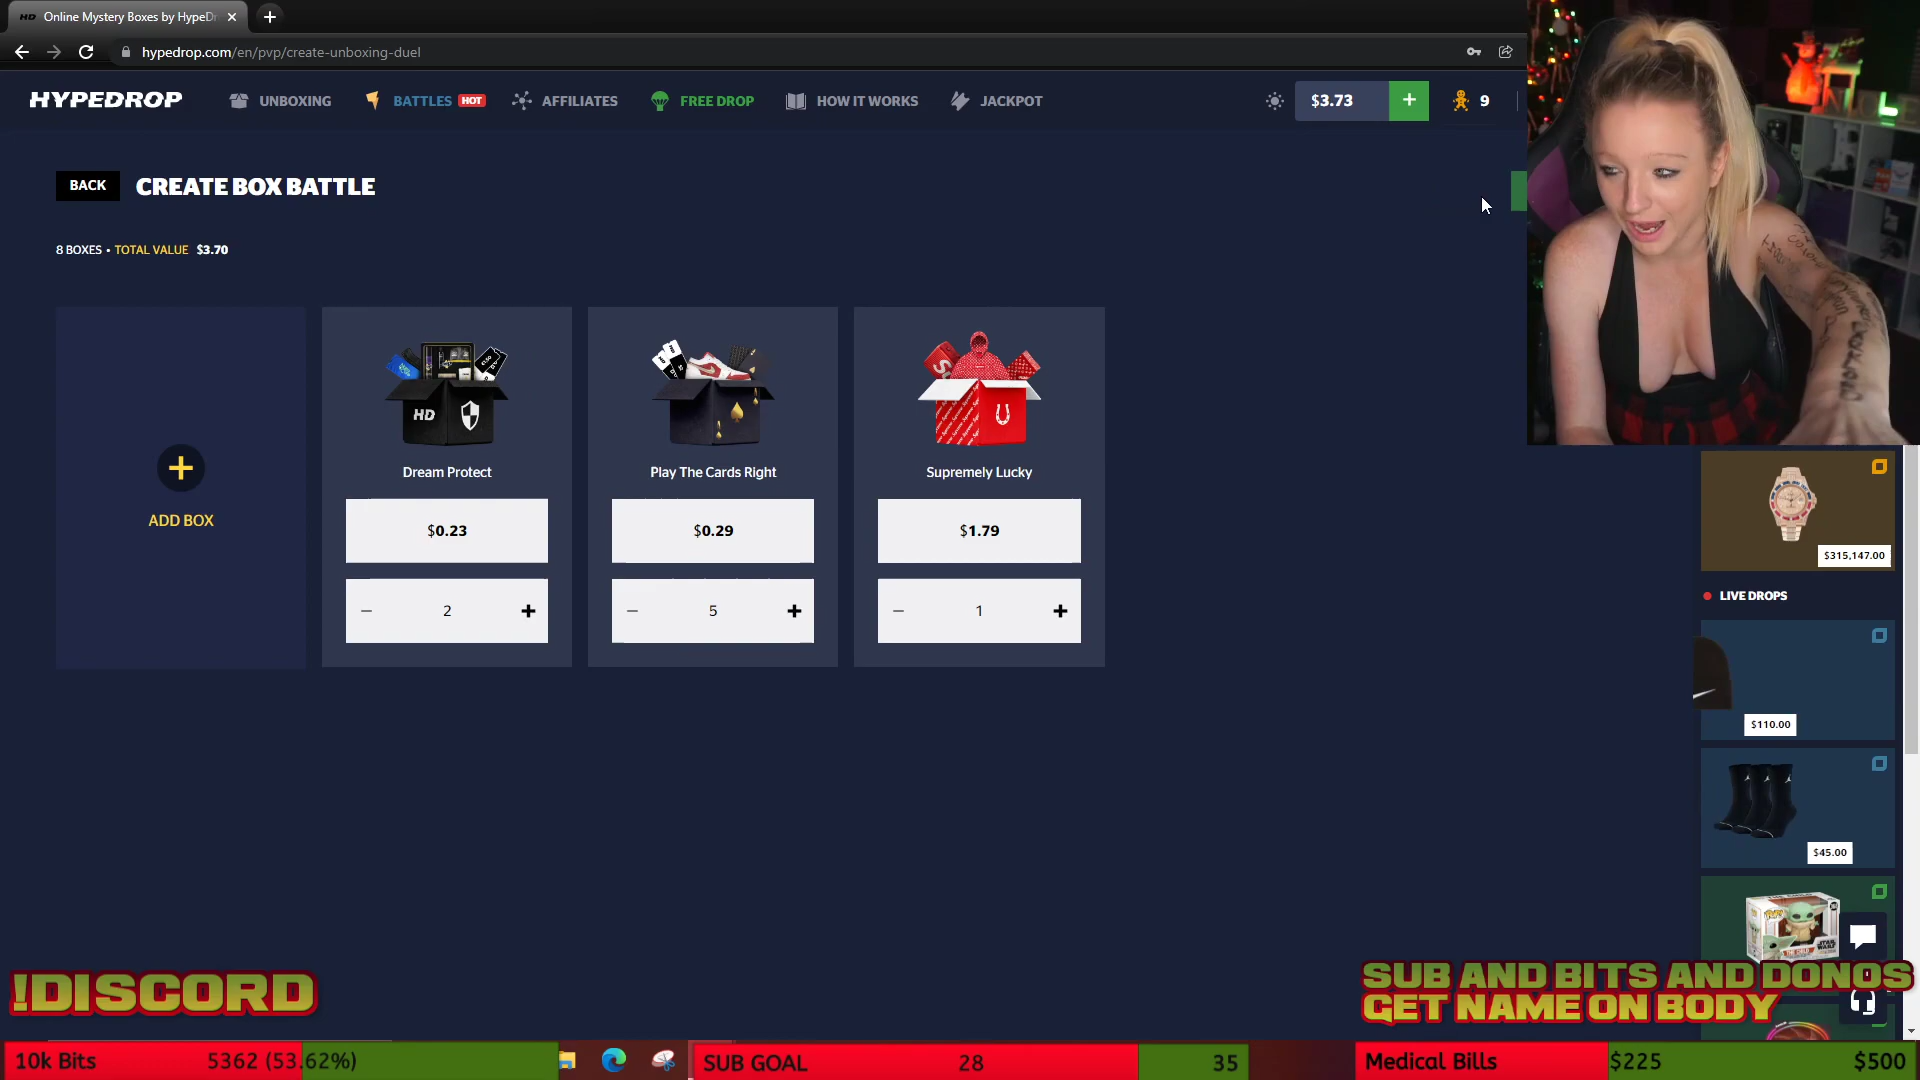 HD Online Mystery Boxes by HypeDr
hypedrop.com/en/pvp/create-unboxing-duel
HYPEDROP UNBOXING BATTLES HOT AFFILIATES FREE DROP HOW IT WORKS JACKPOT $3.73 + 9
BACK CREATE BOX BATTLE
8 BOXES • TOTAL VALUE $3.70
HD
ADD BOX
Dream Protect
$0.23
2
Play The Cards Right
$0.29
5
Supremely Lucky
$1.79
1
$315,147.00
LIVE DROPS
$110.00
$45.00
!DISCORD
SUB AND BITS AND DONOS
GET NAME ON BODY
10k Bits 5362 (53.62%)
SUB GOAL 28 35
Medical Bills $225 $500